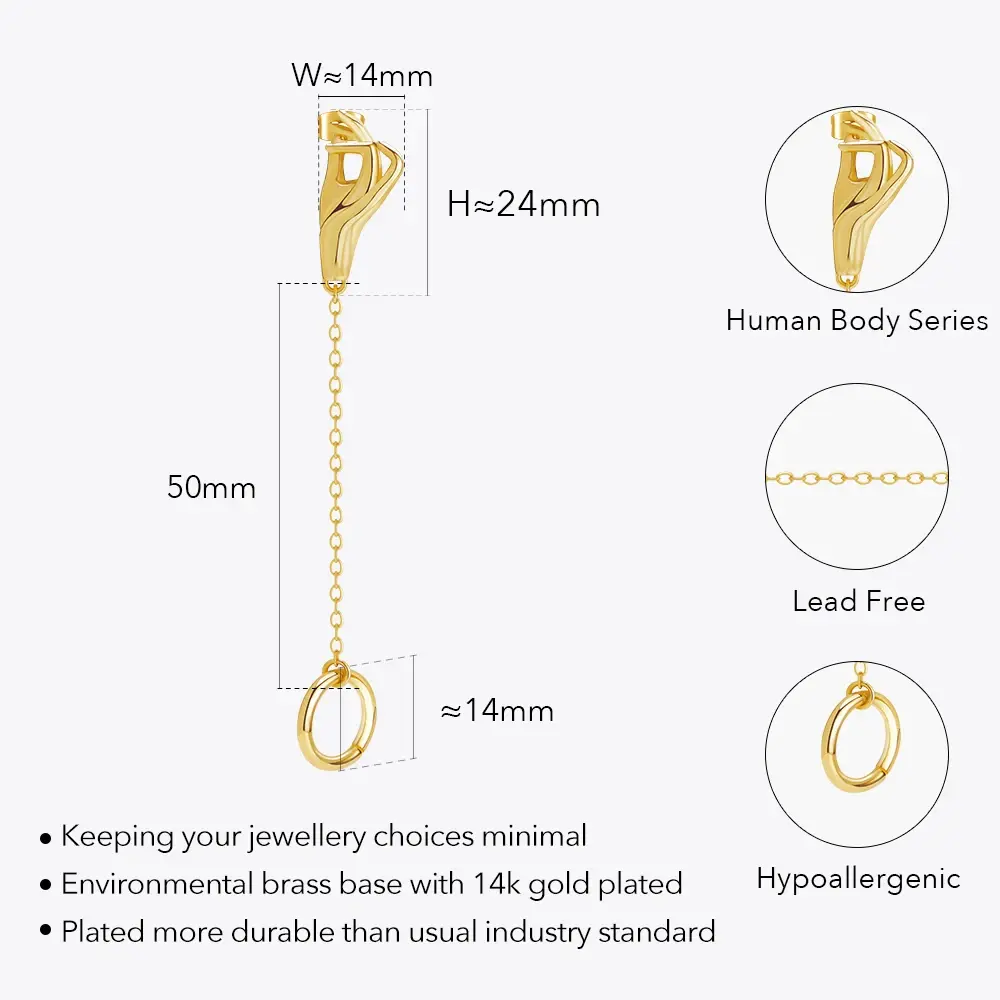 W≈14mm
H≈24mm
50mm
≈14mm
Human Body Series
Lead Free
Hypoallergenic
• Keeping your jewellery choices minimal
• Environmental brass base with 14k gold plated
• Plated more durable than usual industry standard